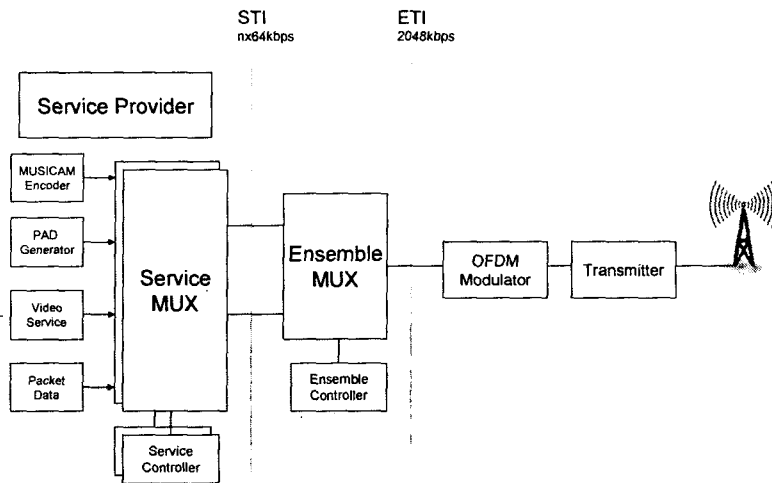 STI
nx64kbps
ETI
2048kbps
Service Provider
MUSICAM
Encoder
PAD
Generator
Video
Service
Packet
Data
Service
MUX
Service
Controller
Ensemble
MUX
Ensemble
Controller
OFDM
Modulator
Transmitter